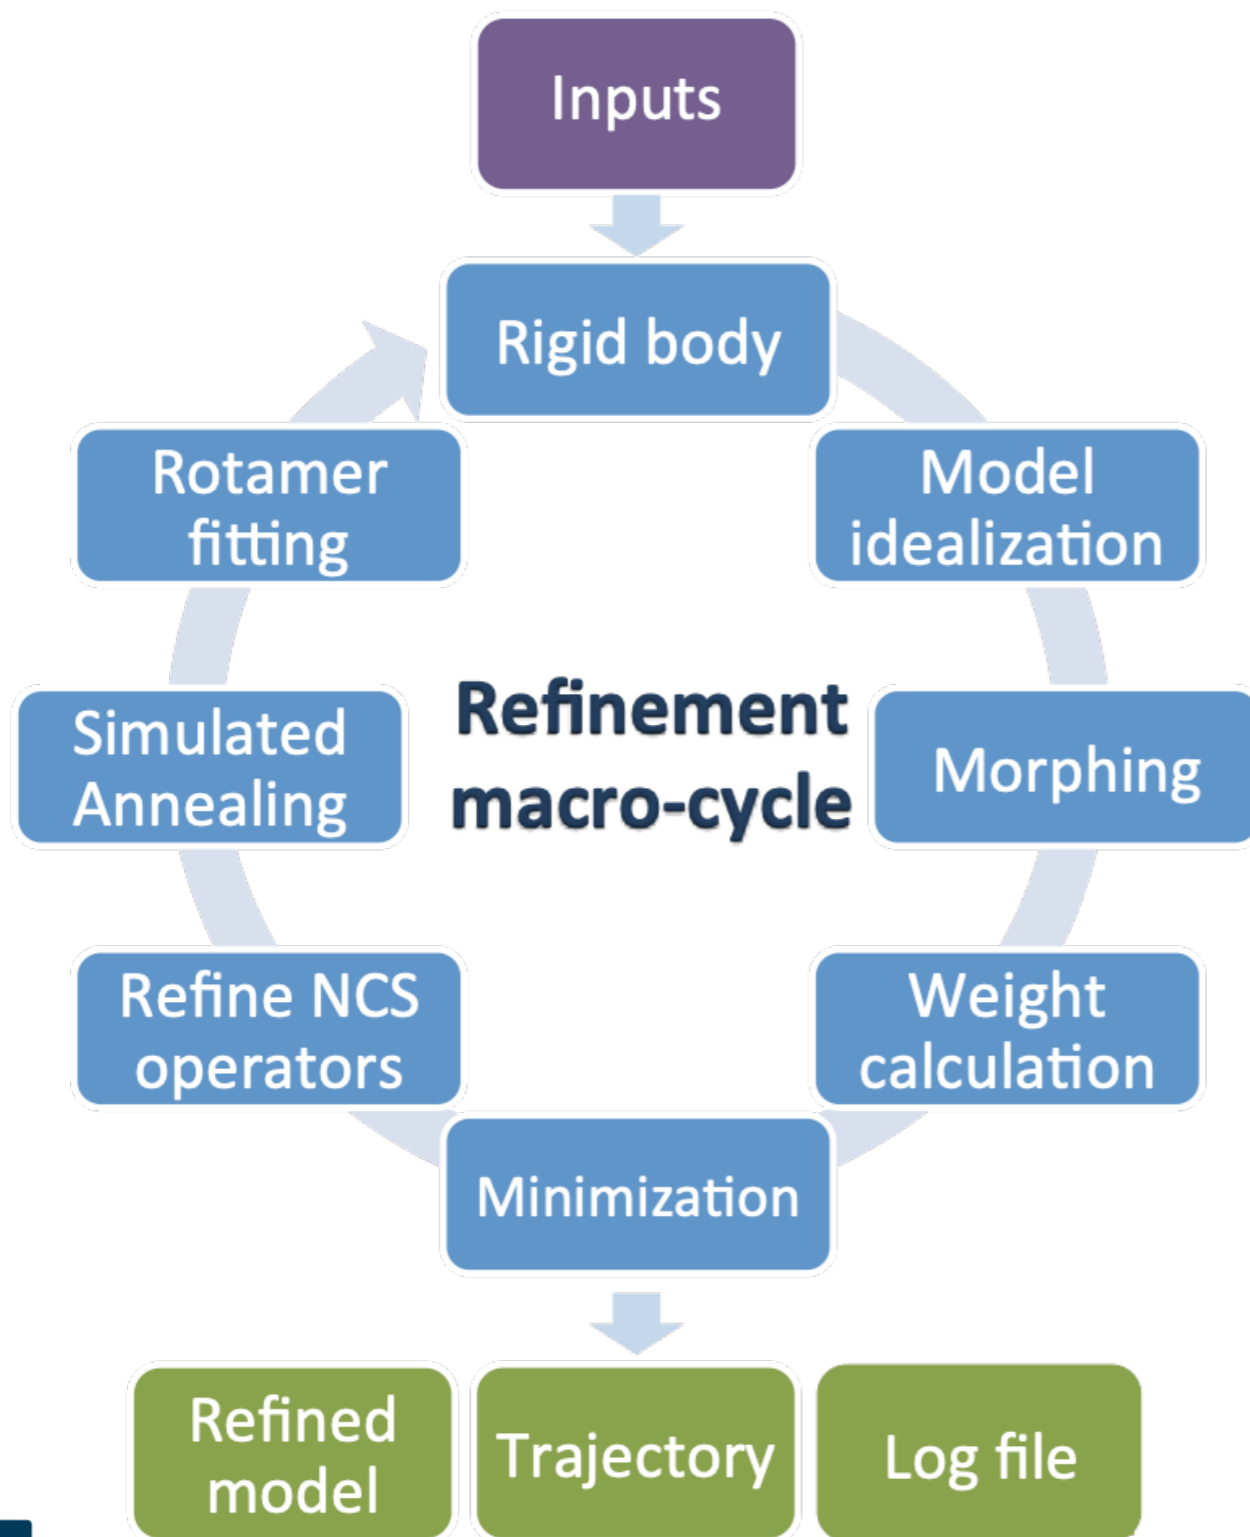 Inputs
Rigid body
Model
idealization
Morphing
Weight
calculation
Minimization
Refine NCS
operators
Simulated
Annealing
Rotamer
fitting
Refinement
macro-cycle
Refined
model
Trajectory
Log file